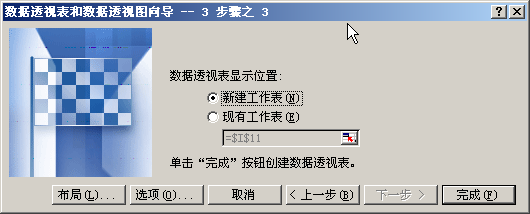 数据透视表和数据透视图向导 -- 3 步骤之 3
数据透视表显示位置:
新建工作表(N)
现有工作表(E)
=$I$11
单击“完成”按钮创建数据透视表。
布局(L)... 选项(O)... 取消 < 上一步(B) 下一步 > 完成(F)